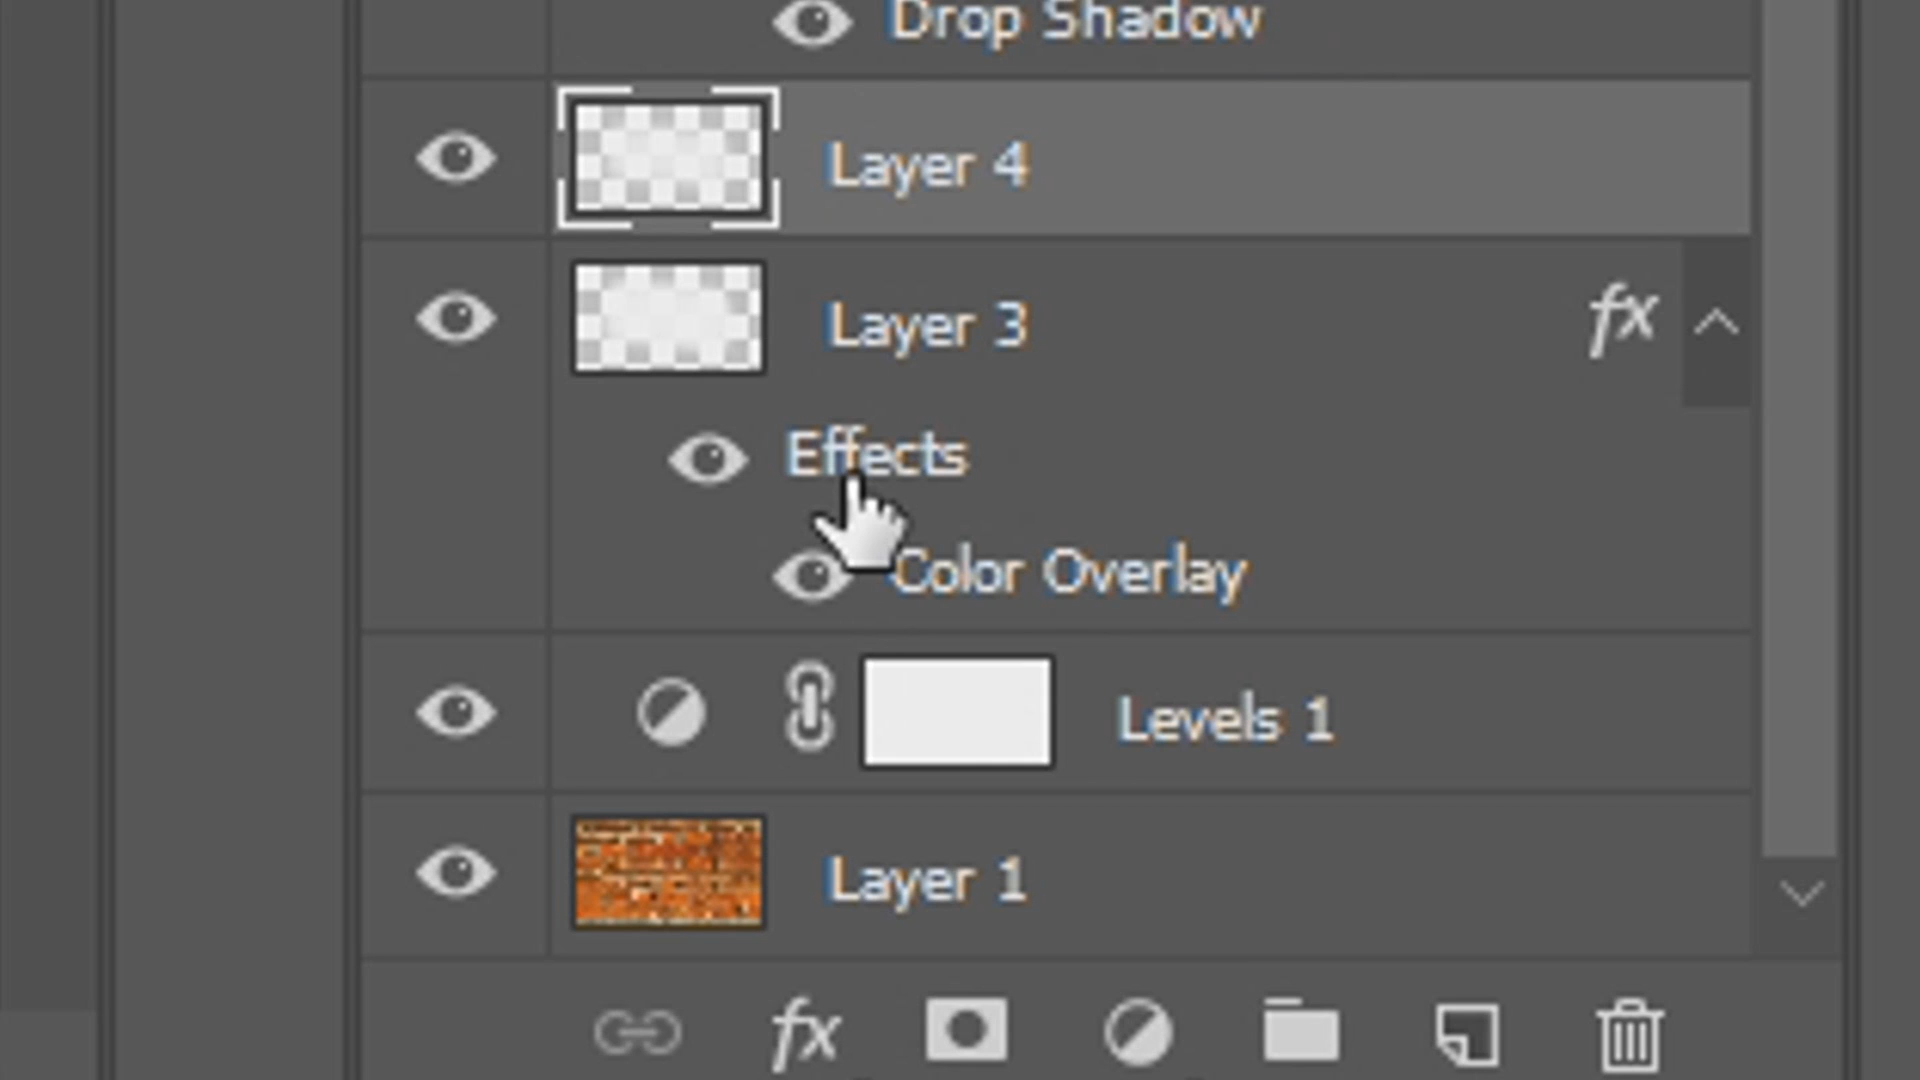 Drop Shadow
Layer 4
Layer 3
fx
Effects
Color Overlay
Levels 1
Layer 1
fx